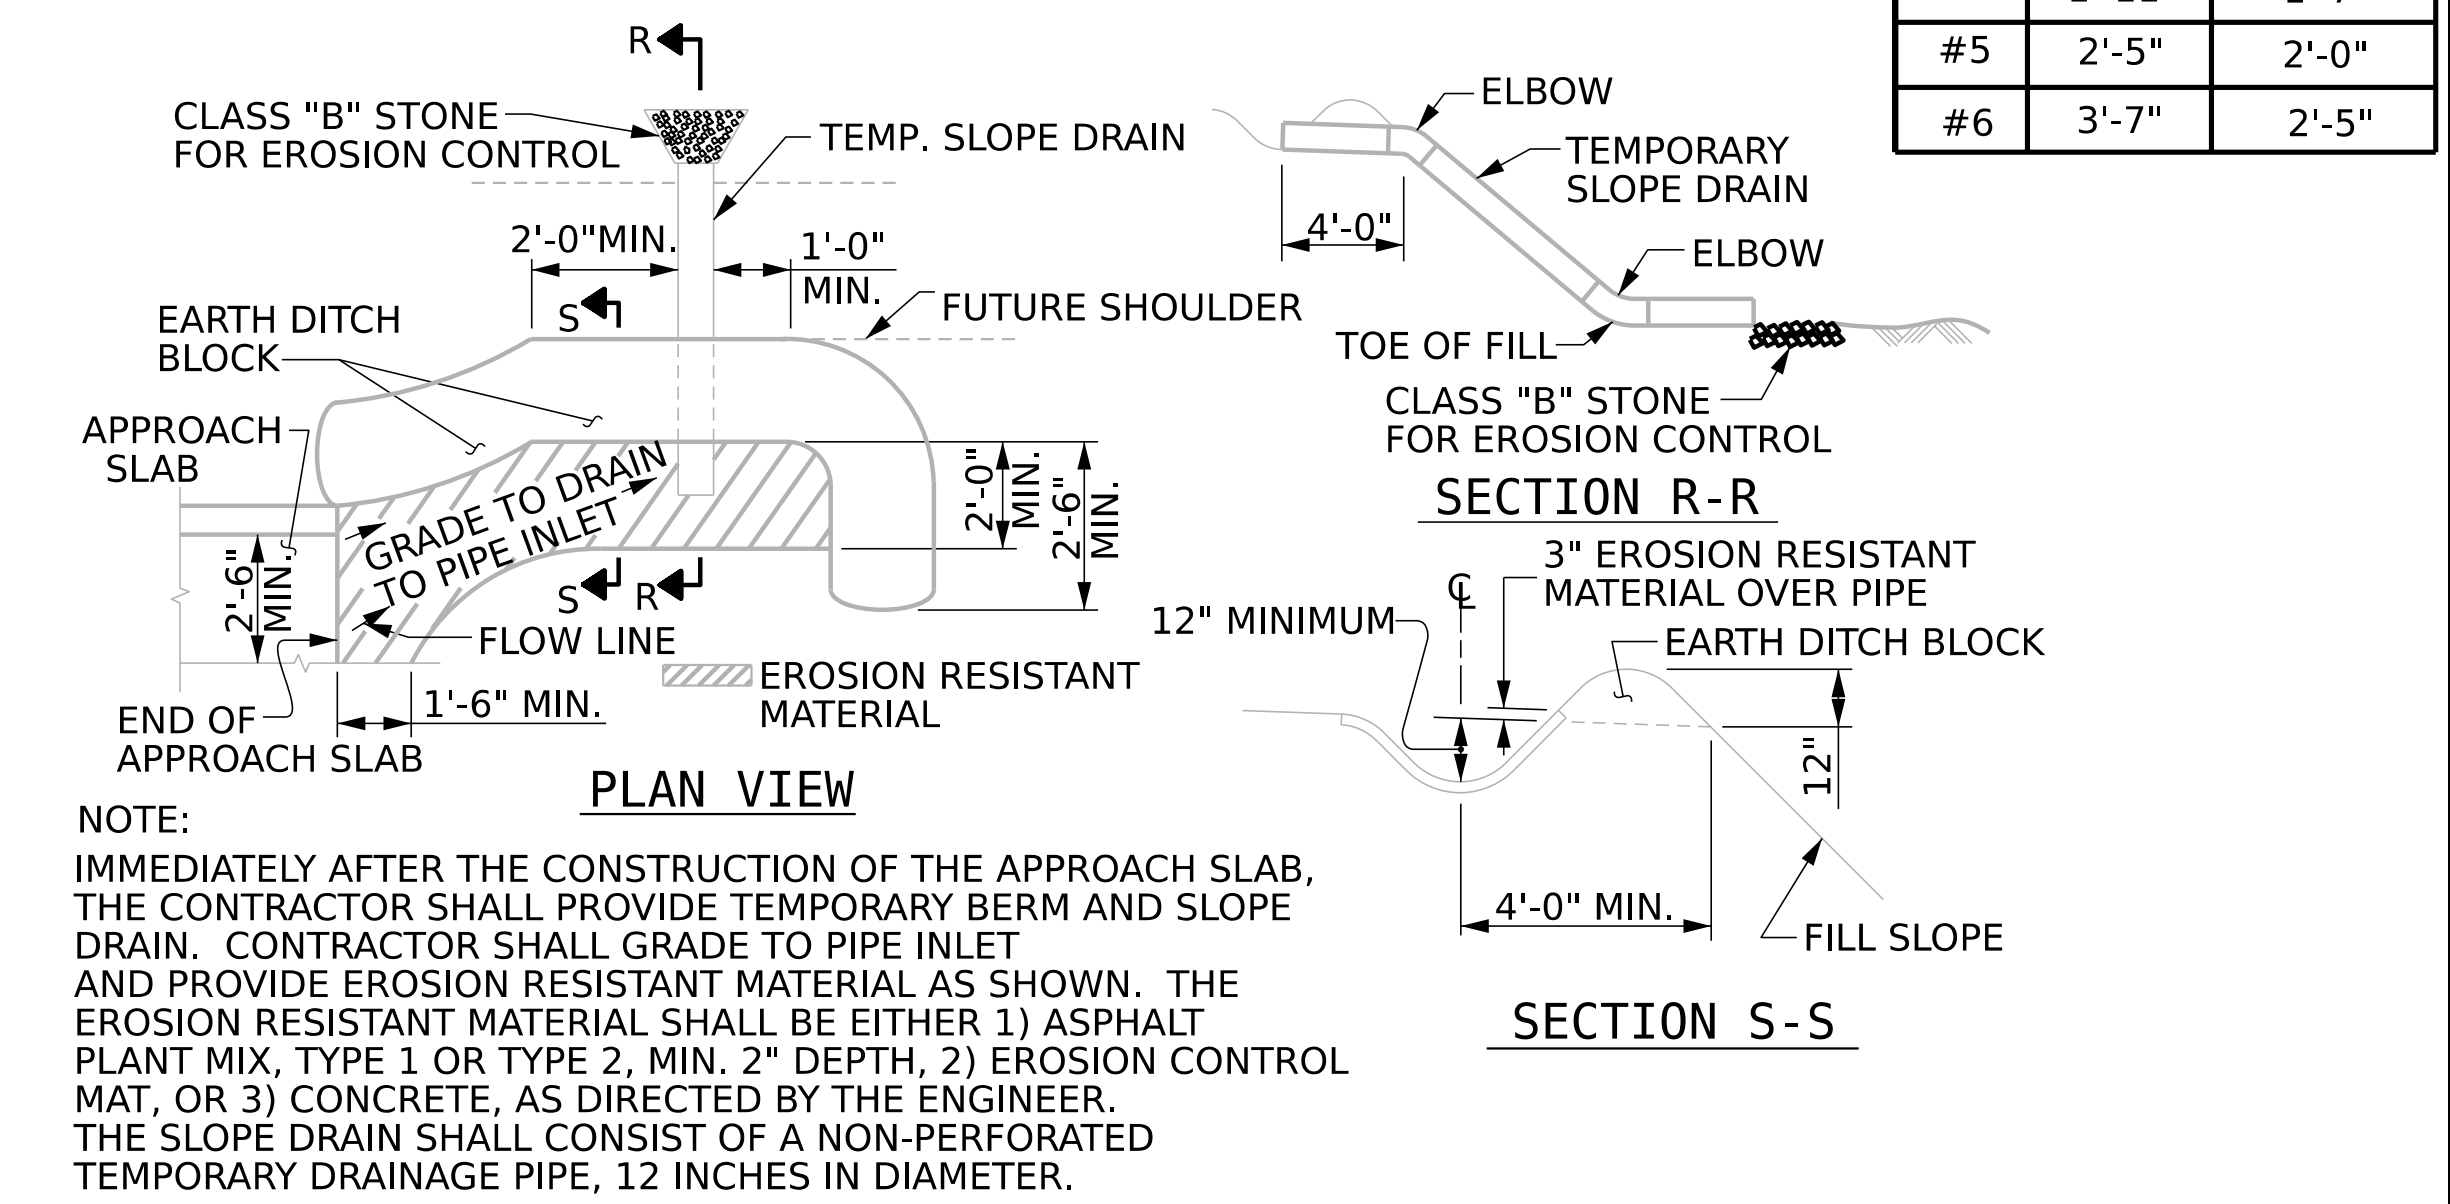 R
CLASS "B" STONE
FOR EROSION CONTROL
TEMP. SLOPE DRAIN
2'-0"MIN.
1'-0"
MIN.
S
FUTURE SHOULDER
EARTH DITCH
BLOCK
APPROACH
SLAB
GRADE TO DRAIN
TO PIPE INLET
2'-0"
MIN.
2'-6"
MIN.
2'-6"
MIN.
S
R
FLOW LINE
EROSION RESISTANT
MATERIAL
1'-6" MIN.
END OF
APPROACH SLAB
PLAN VIEW
#5 2'-5" 2'-0"
#6 3'-7" 2'-5"
ELBOW
TEMPORARY
SLOPE DRAIN
4'-0"
ELBOW
TOE OF FILL
CLASS "B" STONE
FOR EROSION CONTROL
SECTION R-R
3" EROSION RESISTANT
MATERIAL OVER PIPE
℄
12" MINIMUM
EARTH DITCH BLOCK
12"
4'-0" MIN.
FILL SLOPE
SECTION S-S
NOTE:
IMMEDIATELY AFTER THE CONSTRUCTION OF THE APPROACH SLAB,
THE CONTRACTOR SHALL PROVIDE TEMPORARY BERM AND SLOPE
DRAIN. CONTRACTOR SHALL GRADE TO PIPE INLET
AND PROVIDE EROSION RESISTANT MATERIAL AS SHOWN. THE
EROSION RESISTANT MATERIAL SHALL BE EITHER 1) ASPHALT
PLANT MIX, TYPE 1 OR TYPE 2, MIN. 2" DEPTH, 2) EROSION CONTROL
MAT, OR 3) CONCRETE, AS DIRECTED BY THE ENGINEER.
THE SLOPE DRAIN SHALL CONSIST OF A NON-PERFORATED
TEMPORARY DRAINAGE PIPE, 12 INCHES IN DIAMETER.